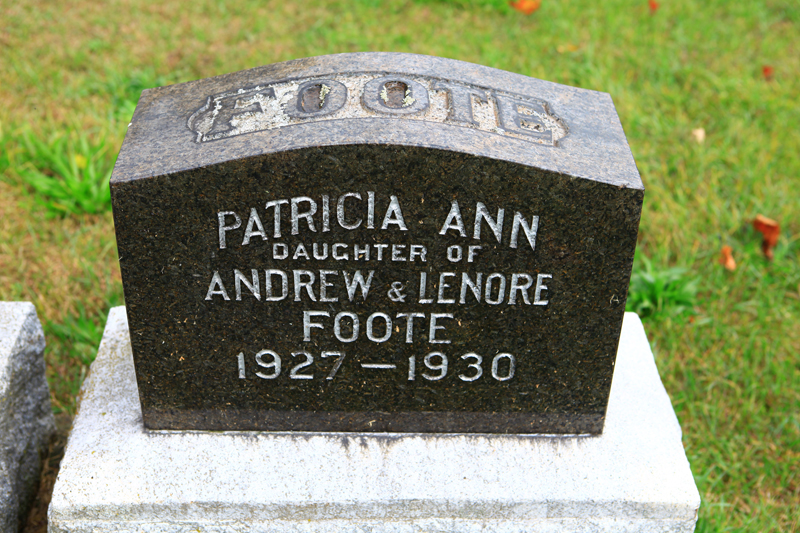 FOOTE
PATRICIA ANN
DAUGHTER OF
ANDREW & LENORE
FOOTE
1927 — 1930